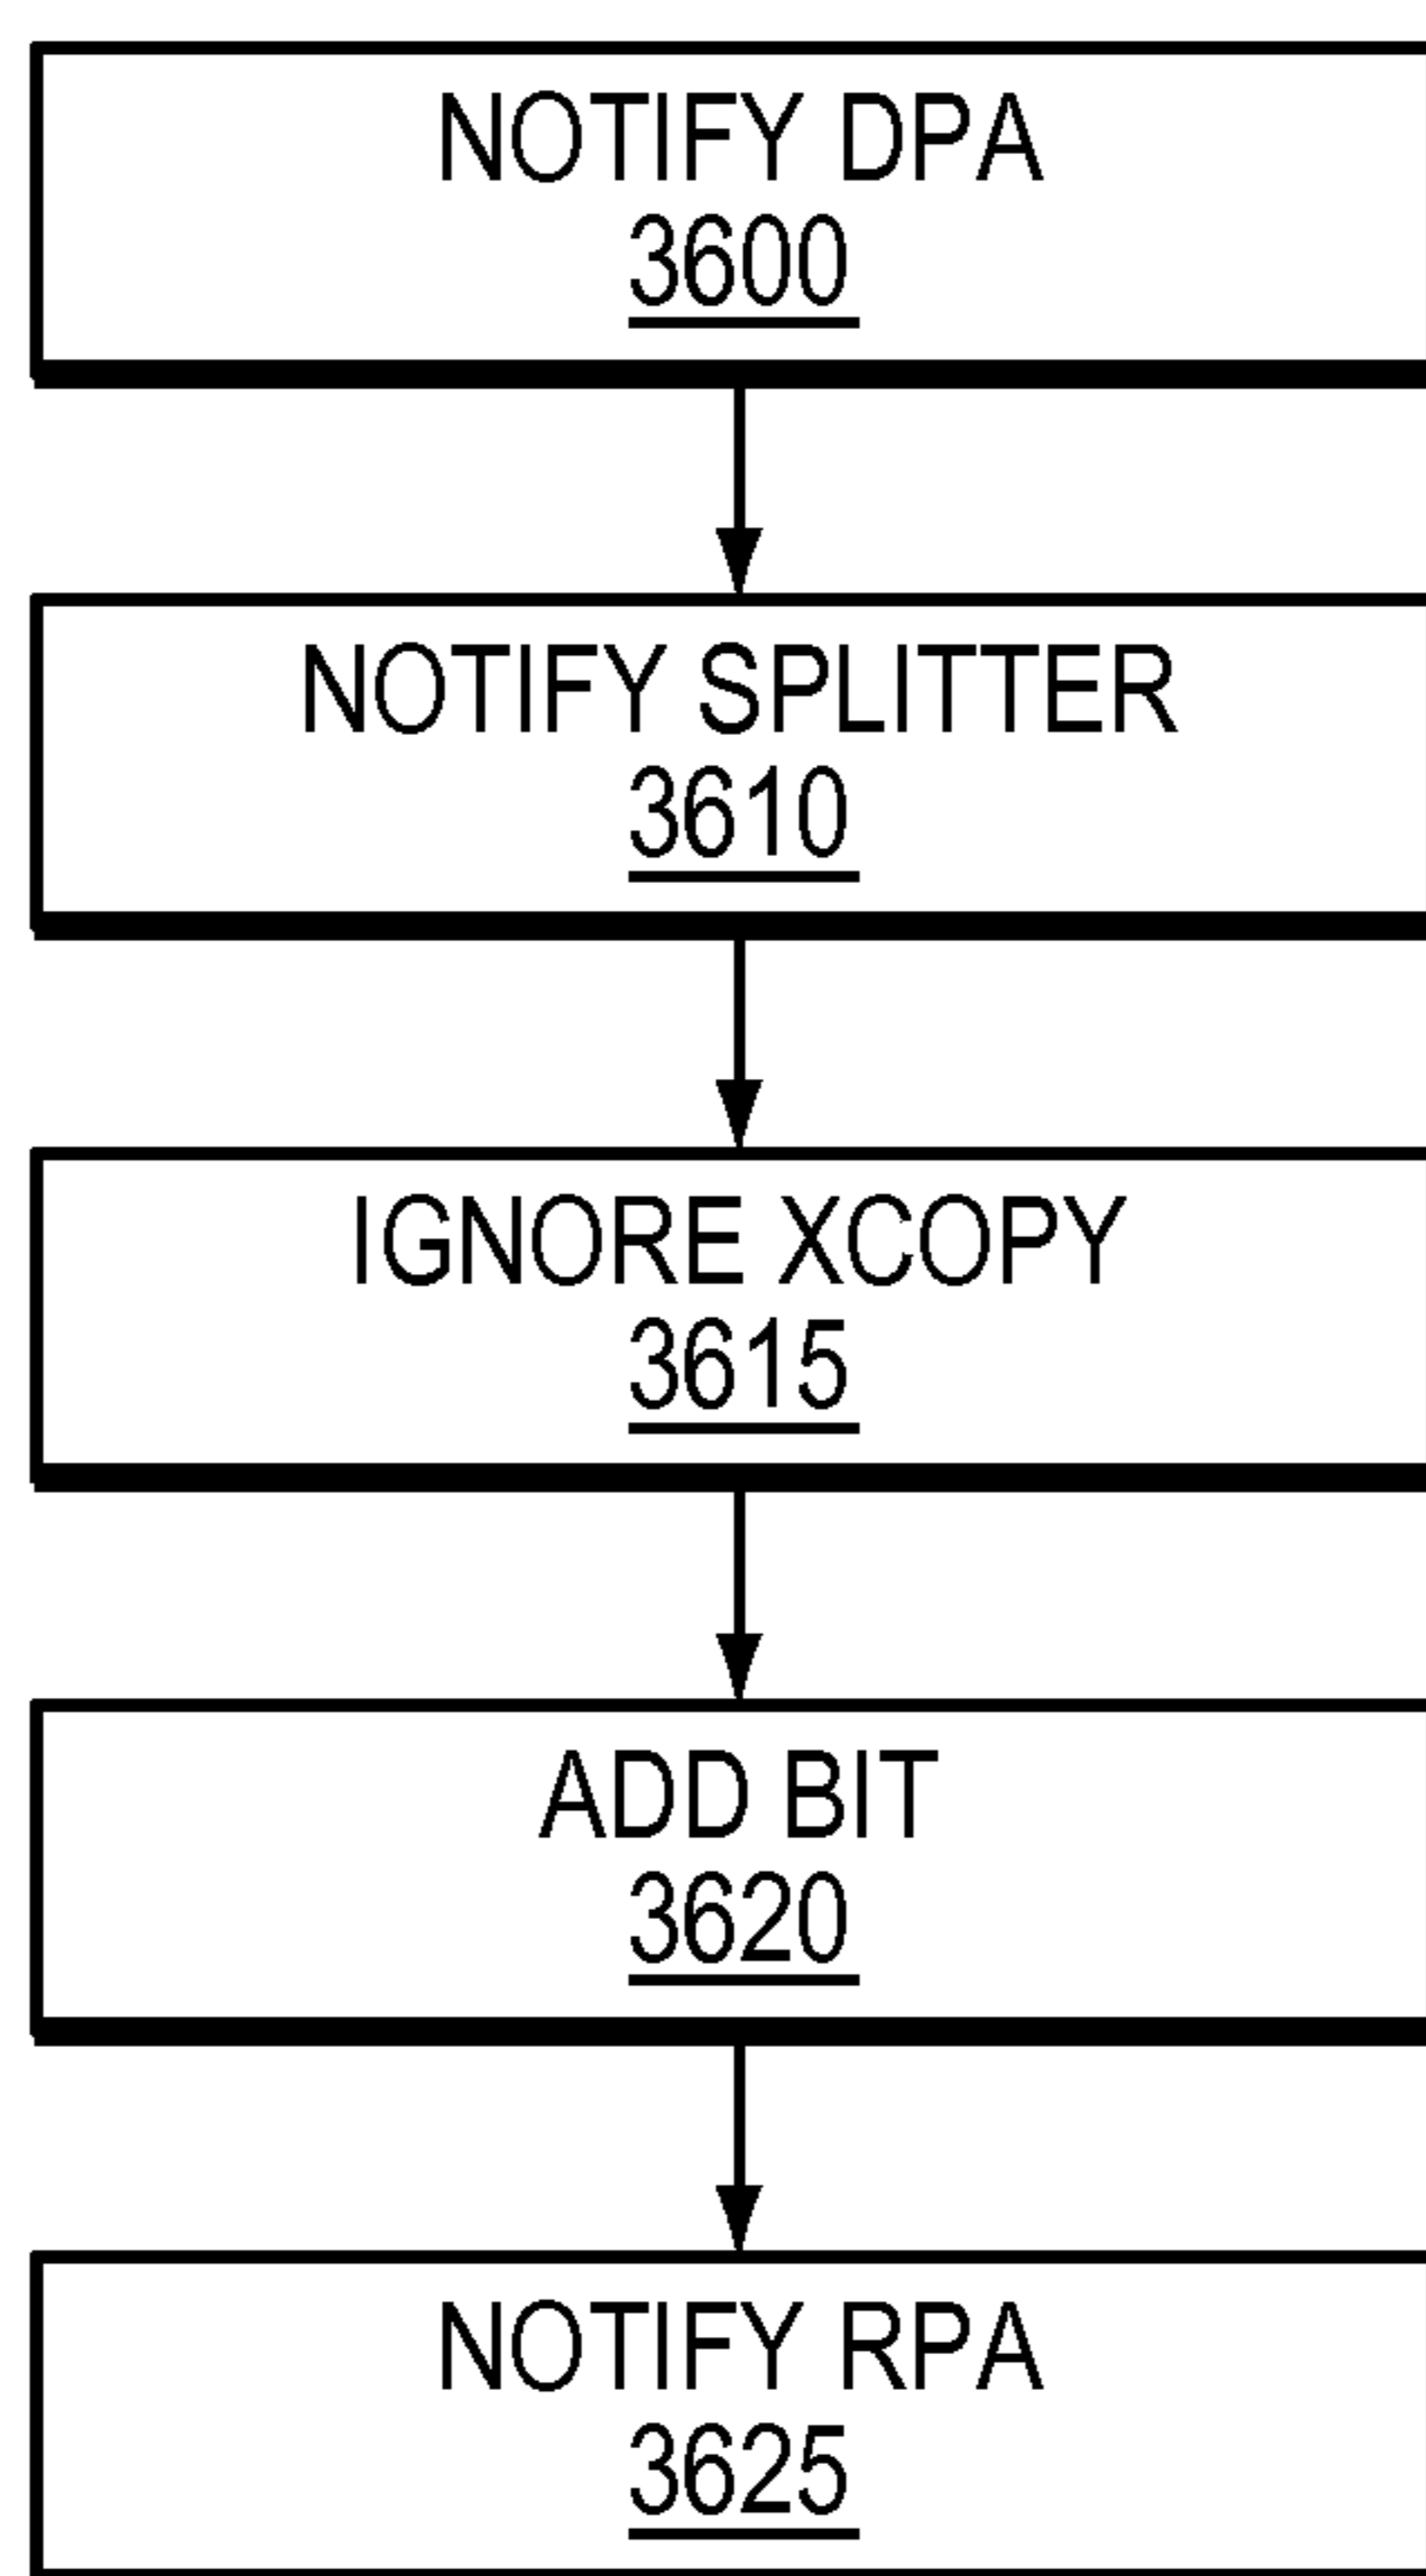 NOTIFY DPA
3600
NOTIFY SPLITTER
3610
IGNORE XCOPY
3615
ADD BIT
3620
NOTIFY RPA
3625